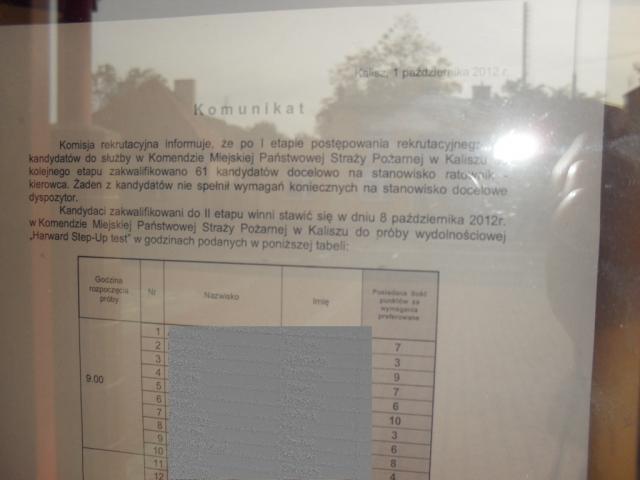 Kalisz, 1 października 2012 r.
Komunikat
Komisja rekrutacyjna informuje, że po I etapie postępowania rekrutacyjnego
kandydatów do służby w Komendzie Miejskiej Państwowej Straży Pożarnej w Kaliszu
kolejnego etapu zakwalifikowano 61 kandydatów docelowo na stanowisko ratownik -
kierowca. Żaden z kandydatów nie spełnił wymagań koniecznych na stanowisko docelowe
dyspozytor.
Kandydaci zakwalifikowani do II etapu winni stawić się w dniu 8 października 2012r.
w Komendzie Miejskiej Państwowej Straży Pożarnej w Kaliszu do próby wydolnościowej
„Harward Step-Up test" w godzinach podanych w poniższej tabeli:
Godzina rozpoczęcia próby Nr Nazwisko Imię Posiadana ilość punktów za wymagania preferowane
9.00
1
2 7
3 3
4 9
5 7
6 6
7 10
8 3
9 6
10 8
11 4
12